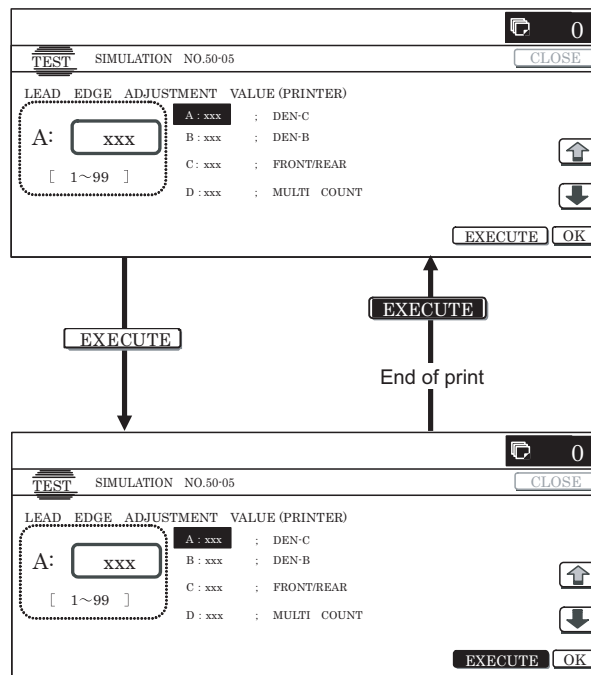 0
TEST SIMULATION NO.50-05 CLOSE
LEAD EDGE ADJUSTMENT VALUE (PRINTER)
A: xxx
[ 1~99 ]
A : xxx ; DEN-C
B : xxx ; DEN-B
C: xxx ; FRONT/REAR
D : xxx ; MULTI COUNT
EXECUTE OK
EXECUTE
EXECUTE
End of print
0
TEST SIMULATION NO.50-05 CLOSE
LEAD EDGE ADJUSTMENT VALUE (PRINTER)
A: xxx
[ 1~99 ]
A : xxx ; DEN-C
B : xxx ; DEN-B
C : xxx ; FRONT/REAR
D : xxx ; MULTI COUNT
EXECUTE OK